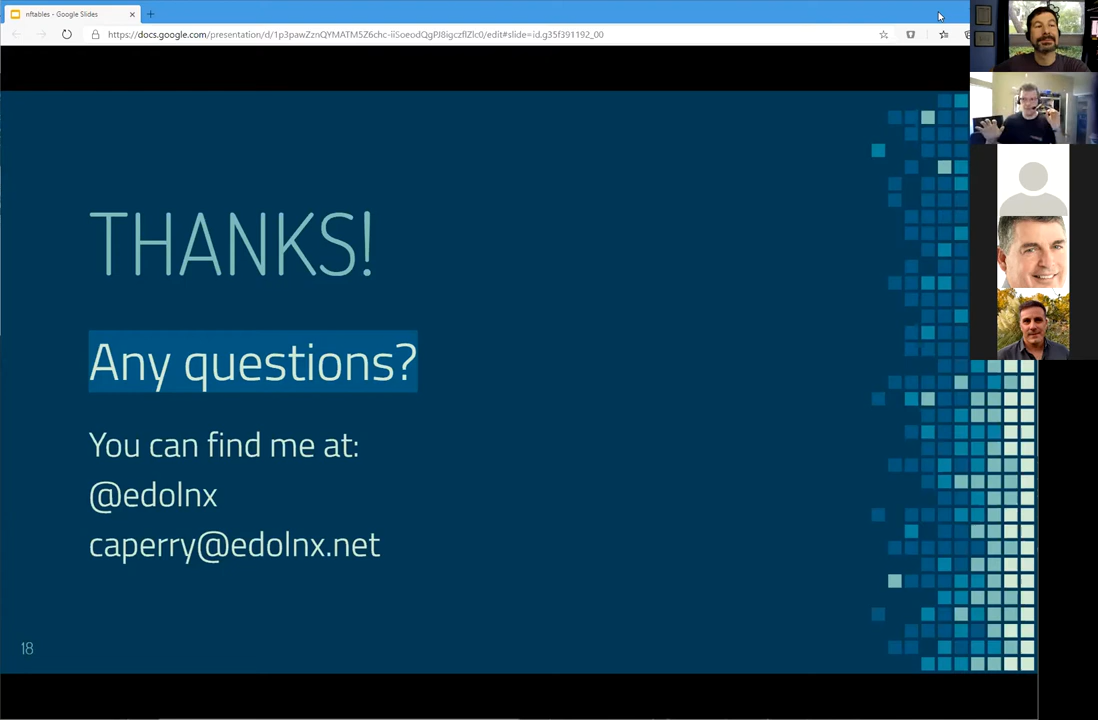 nftables - Google Slides
https://docs.google.com/presentation/d/1p3pawZznQYMATM5Z6chc-iiSoeodQgPJ8igczflZlc0/edit#slide=id.g35f391192_00
THANKS!
Any questions?
You can find me at:
@edolnx
caperry@edolnx.net
18